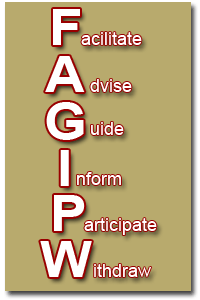 Facilitate
Advise
Guide
Inform
Participate
Withdraw